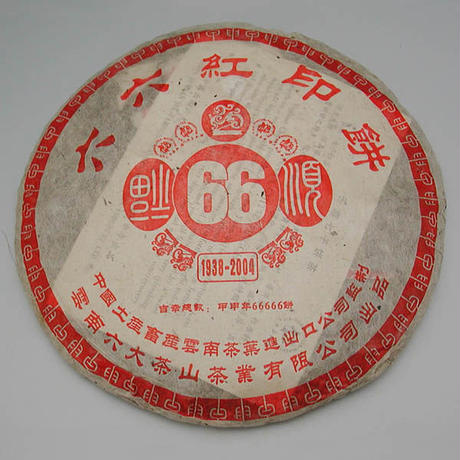 六六紅印餅
福 66 順
1938-2004
總數：甲申年66666餅
中國土產畜產雲南茶葉進出口公司監制
雲南六大茶山茶業有限公司出品